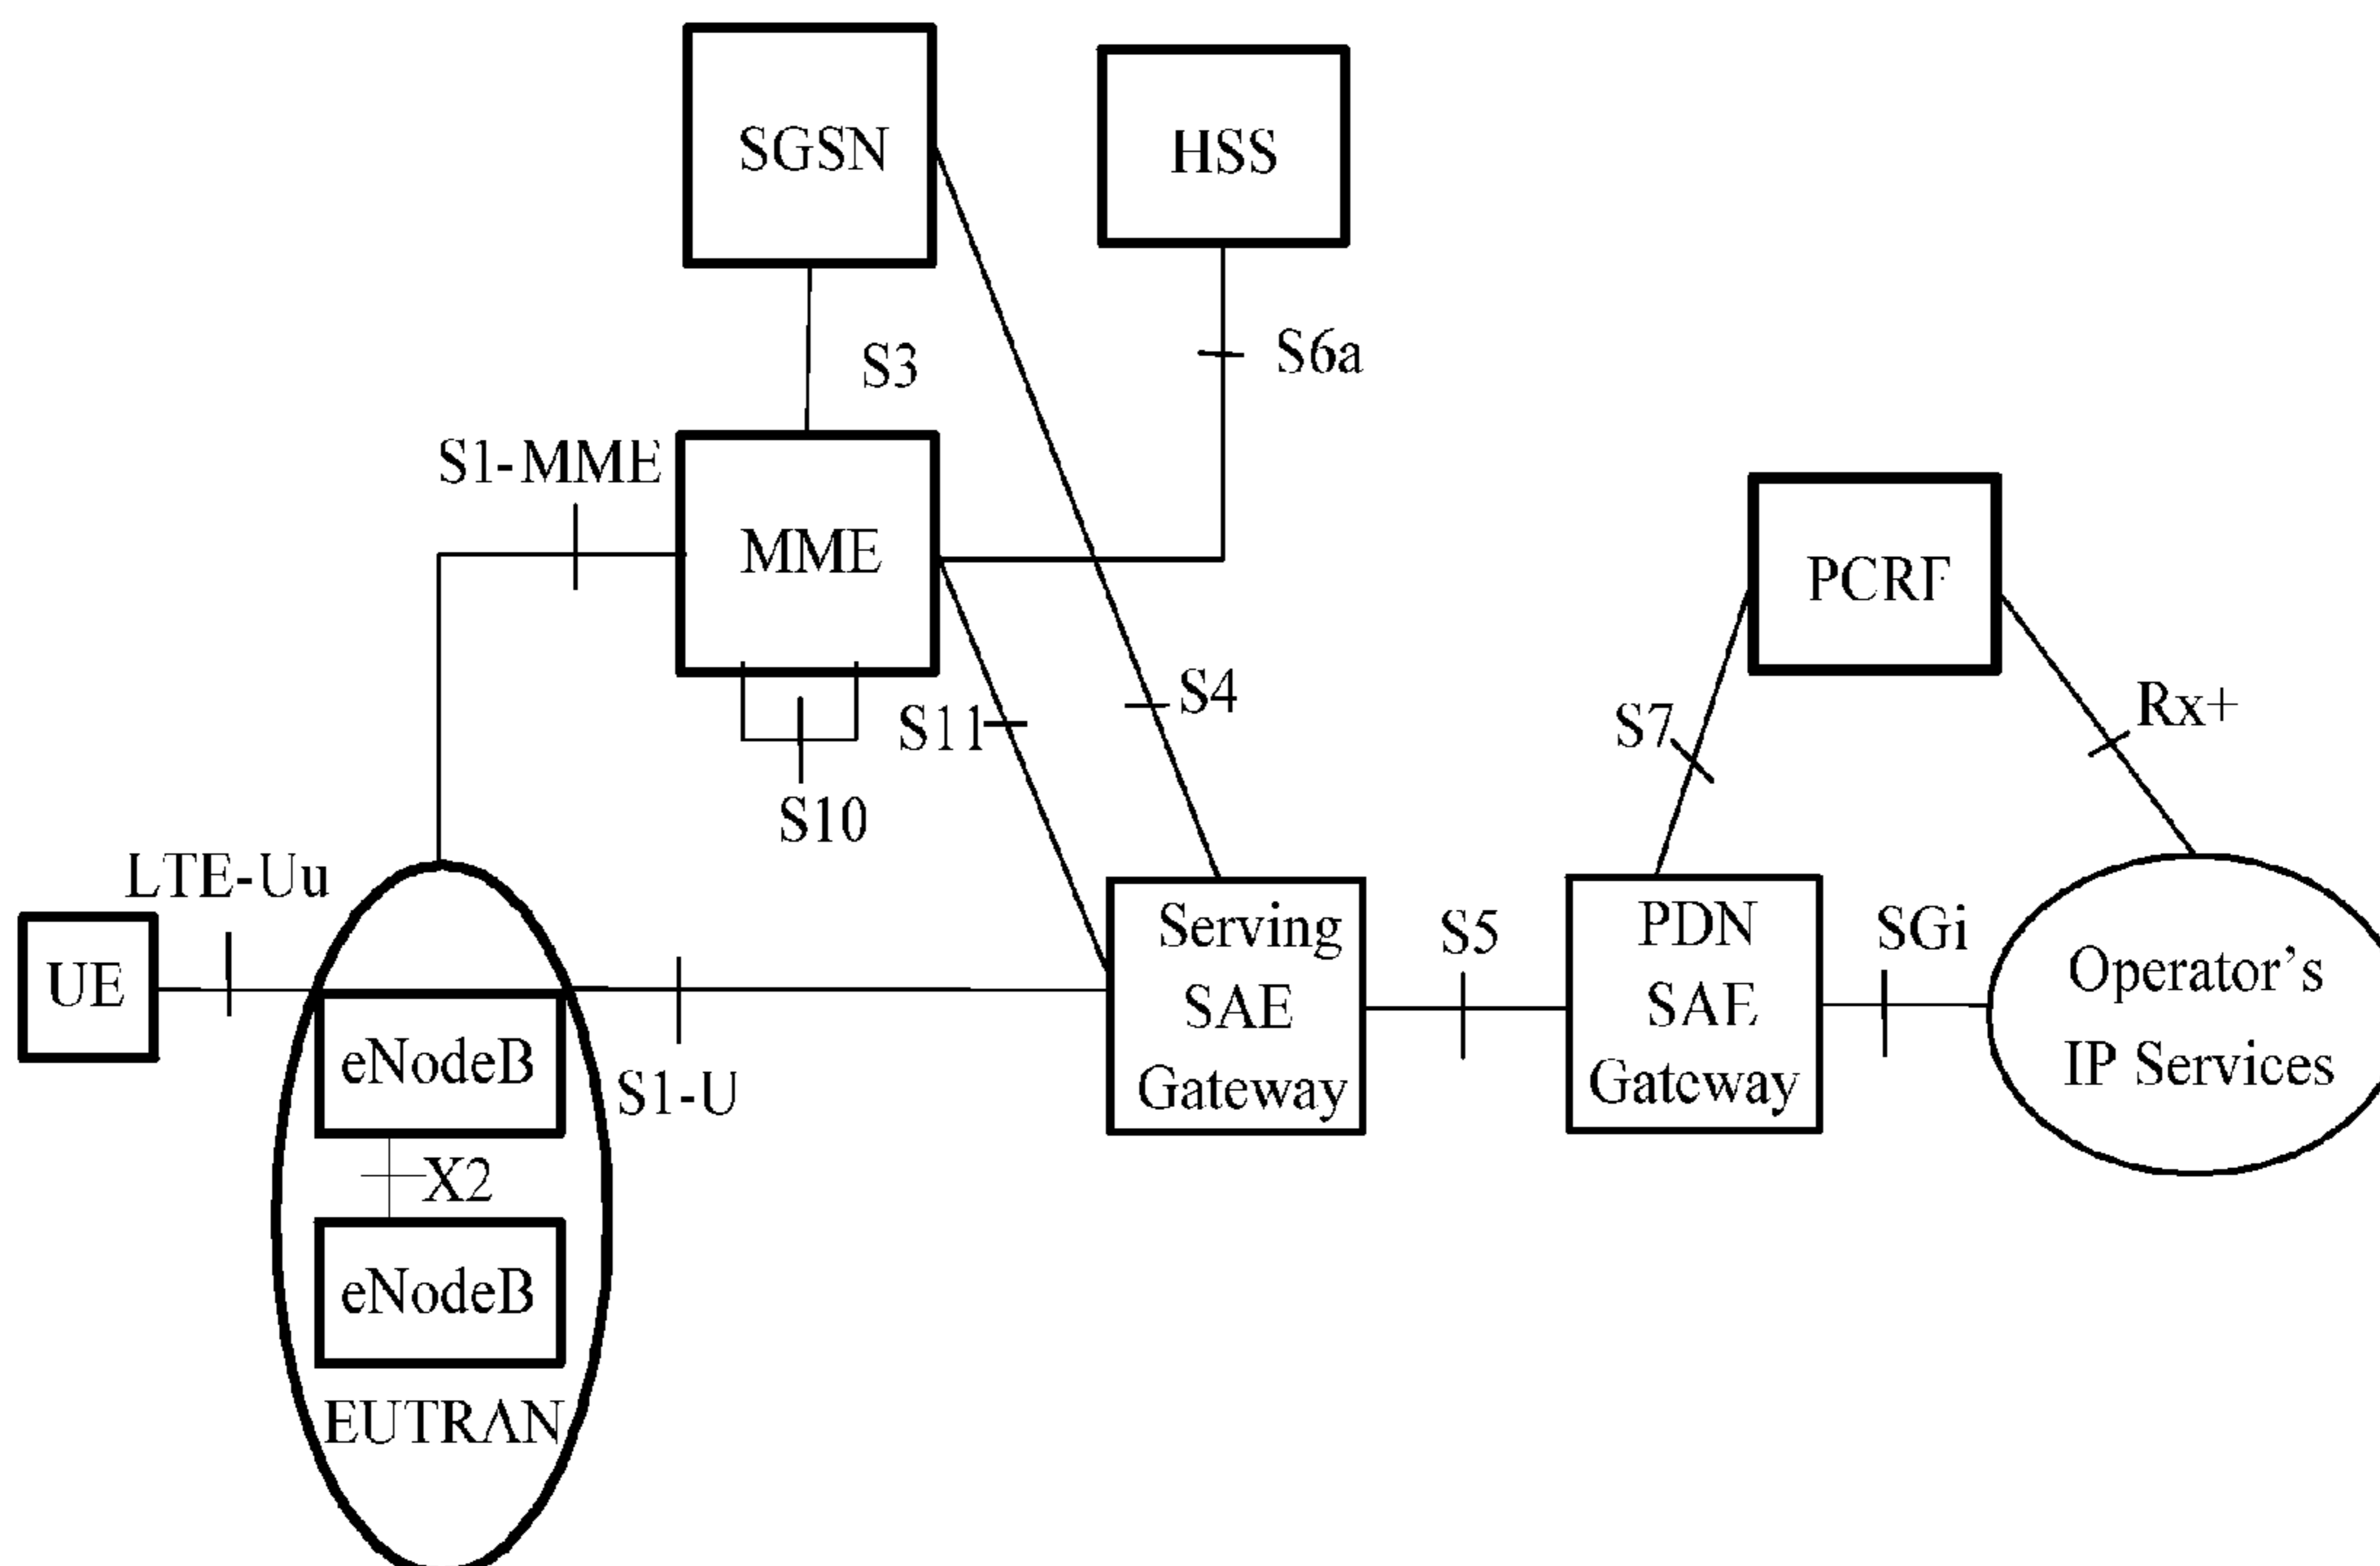 SGSN
HSS
S3
S6a
S1-MME
MME
PCRF
S11
S4
S7
Rx+
S10
LTE-Uu
UE
eNodeB
S1-U
X2
eNodeB
EUTRAN
Serving
SAE
Gateway
S5
PDN
SAE
Gateway
SGi
Operator's
IP Services